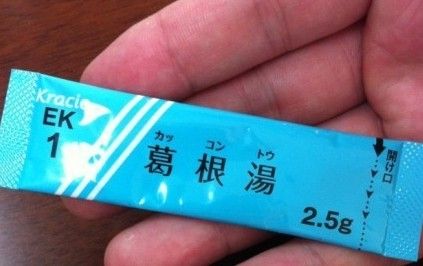 Kracie
EK
1
カッ コン トウ
葛根湯
2.5g
開け口